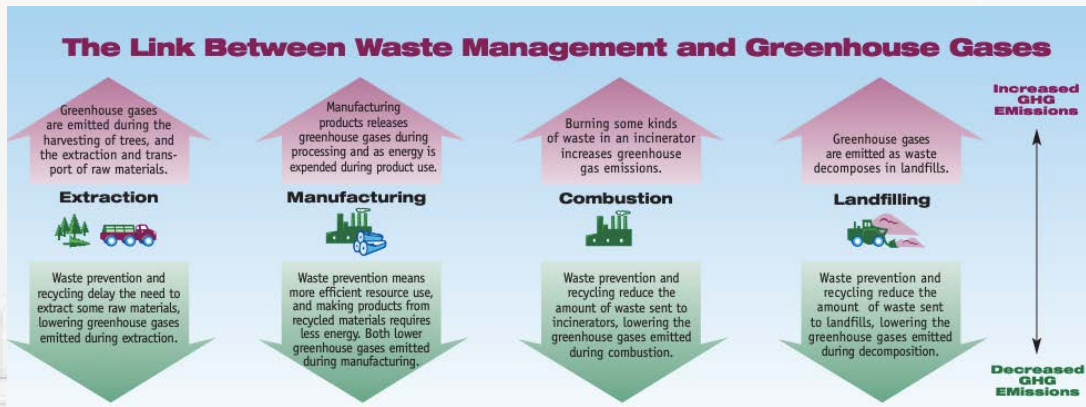 The Link Between Waste Management and Greenhouse Gases
Greenhouse gases
are emitted during the
harvesting of trees, and
the extraction and trans-
port of raw materials.
Extraction
Waste prevention and
recycling delay the need to
extract some raw materials,
lowering greenhouse gases
emitted during extraction.
Manufacturing
products releases
greenhouse gases during
processing and as energy is
expended during product use.
Manufacturing
Waste prevention means
more efficient resource use,
and making products from
recycled materials requires
less energy. Both lower
greenhouse gases emitted
during manufacturing.
Burning some kinds
of waste in an incinerator
increases greenhouse
gas emissions.
Combustion
Waste prevention and
recycling reduce the
amount of waste sent to
incinerators, lowering the
greenhouse gases emitted
during combustion.
Greenhouse gases
are emitted as waste
decomposes in landfills.
Landfilling
Waste prevention and
recycling reduce the
amount of waste sent
to landfills, lowering the
greenhouse gases emitted
during decomposition.
Increased
GHG
EMissions
Decreased
GHG
EMissions